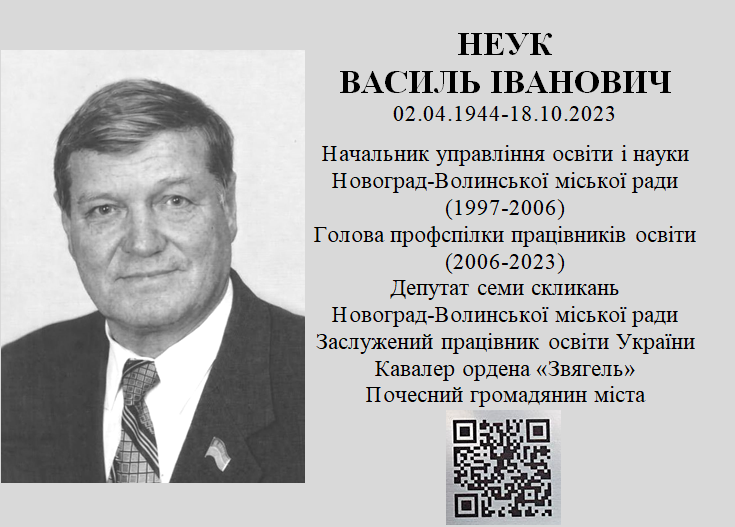 НЕУК
ВАСИЛЬ ІВАНОВИЧ
02.04.1944-18.10.2023
Начальник управління освіти і науки
Новоград-Волинської міської ради
(1997-2006)
Голова профспілки працівників освіти
(2006-2023)
Депутат семи скликань
Новоград-Волинської міської ради
Заслужений працівник освіти України
Кавалер ордена «Звягель»
Почесний громадянин міста